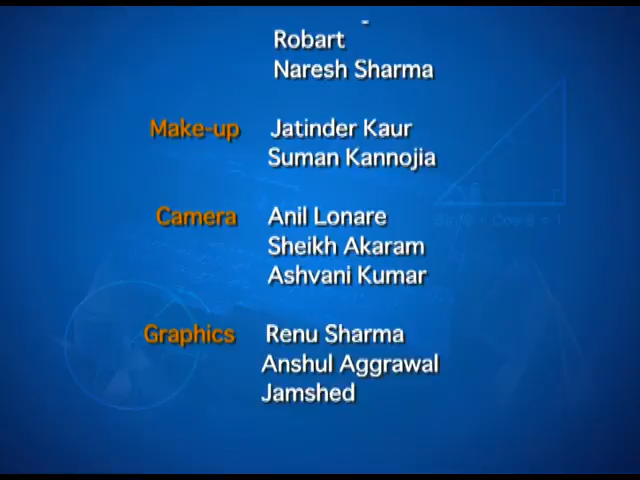 Robart
Naresh Sharma
Make-up Jatinder Kaur
Suman Kannojia
Camera Anil Lonare
Sheikh Akaram
Ashvani Kumar
Graphics Renu Sharma
Anshul Aggrawal
Jamshed